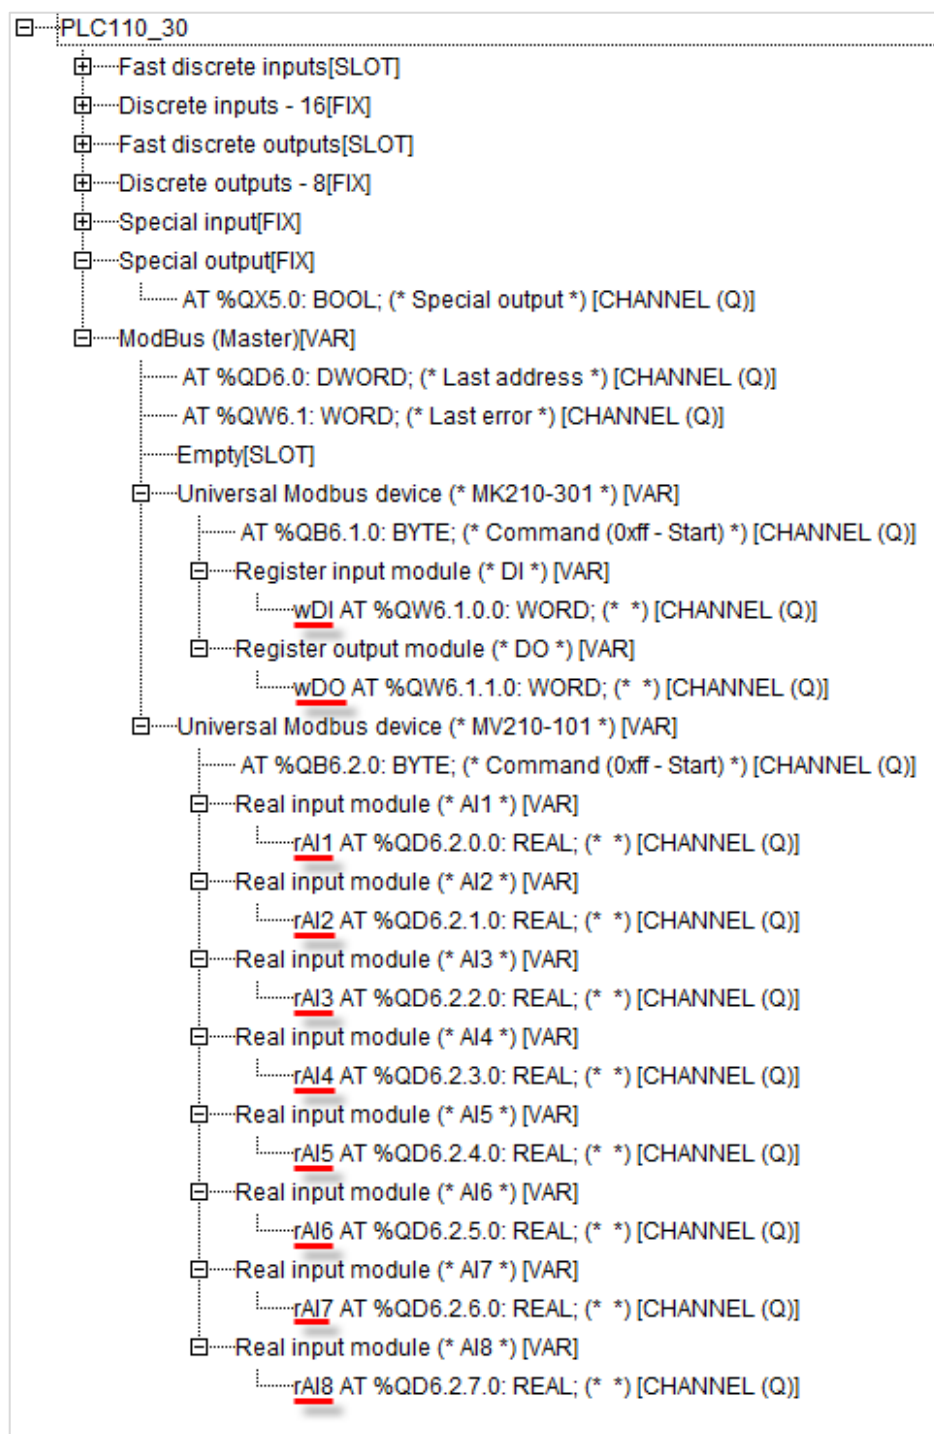 PLC110_30
Fast discrete inputs[SLOT]
Discrete inputs - 16[FIX]
Fast discrete outputs[SLOT]
Discrete outputs - 8[FIX]
Special input[FIX]
Special output[FIX]
AT %QX5.0: BOOL; (* Special output *) [CHANNEL (Q)]
ModBus (Master)[VAR]
AT %QD6.0: DWORD; (* Last address *) [CHANNEL (Q)]
AT %QW6.1: WORD; (* Last error *) [CHANNEL (Q)]
Empty[SLOT]
Universal Modbus device (* MK210-301 *) [VAR]
AT %QB6.1.0: BYTE; (* Command (0xff - Start) *) [CHANNEL (Q)]
Register input module (* DI *) [VAR]
wDI AT %QW6.1.0.0: WORD; (* *) [CHANNEL (Q)]
Register output module (* DO *) [VAR]
wDO AT %QW6.1.1.0: WORD; (* *) [CHANNEL (Q)]
Universal Modbus device (* MV210-101 *) [VAR]
AT %QB6.2.0: BYTE; (* Command (0xff - Start) *) [CHANNEL (Q)]
Real input module (* AI1 *) [VAR]
rAI1 AT %QD6.2.0.0: REAL; (* *) [CHANNEL (Q)]
Real input module (* AI2 *) [VAR]
rAI2 AT %QD6.2.1.0: REAL; (* *) [CHANNEL (Q)]
Real input module (* AI3 *) [VAR]
rAI3 AT %QD6.2.2.0: REAL; (* *) [CHANNEL (Q)]
Real input module (* AI4 *) [VAR]
rAI4 AT %QD6.2.3.0: REAL; (* *) [CHANNEL (Q)]
Real input module (* AI5 *) [VAR]
rAI5 AT %QD6.2.4.0: REAL; (* *) [CHANNEL (Q)]
Real input module (* AI6 *) [VAR]
rAI6 AT %QD6.2.5.0: REAL; (* *) [CHANNEL (Q)]
Real input module (* AI7 *) [VAR]
rAI7 AT %QD6.2.6.0: REAL; (* *) [CHANNEL (Q)]
Real input module (* AI8 *) [VAR]
rAI8 AT %QD6.2.7.0: REAL; (* *) [CHANNEL (Q)]